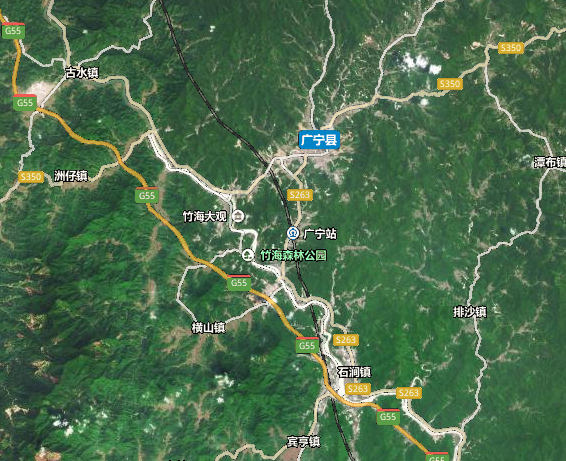 G55
S350
古水镇
S350
G55
广宁县
潭布镇
S350
洲仔镇
G55
S263
竹海大观
广宁站
竹海森林公园
G55
排沙镇
横山镇
S263
G55
石涧镇
S263
S263
G55
宾亨镇
G55